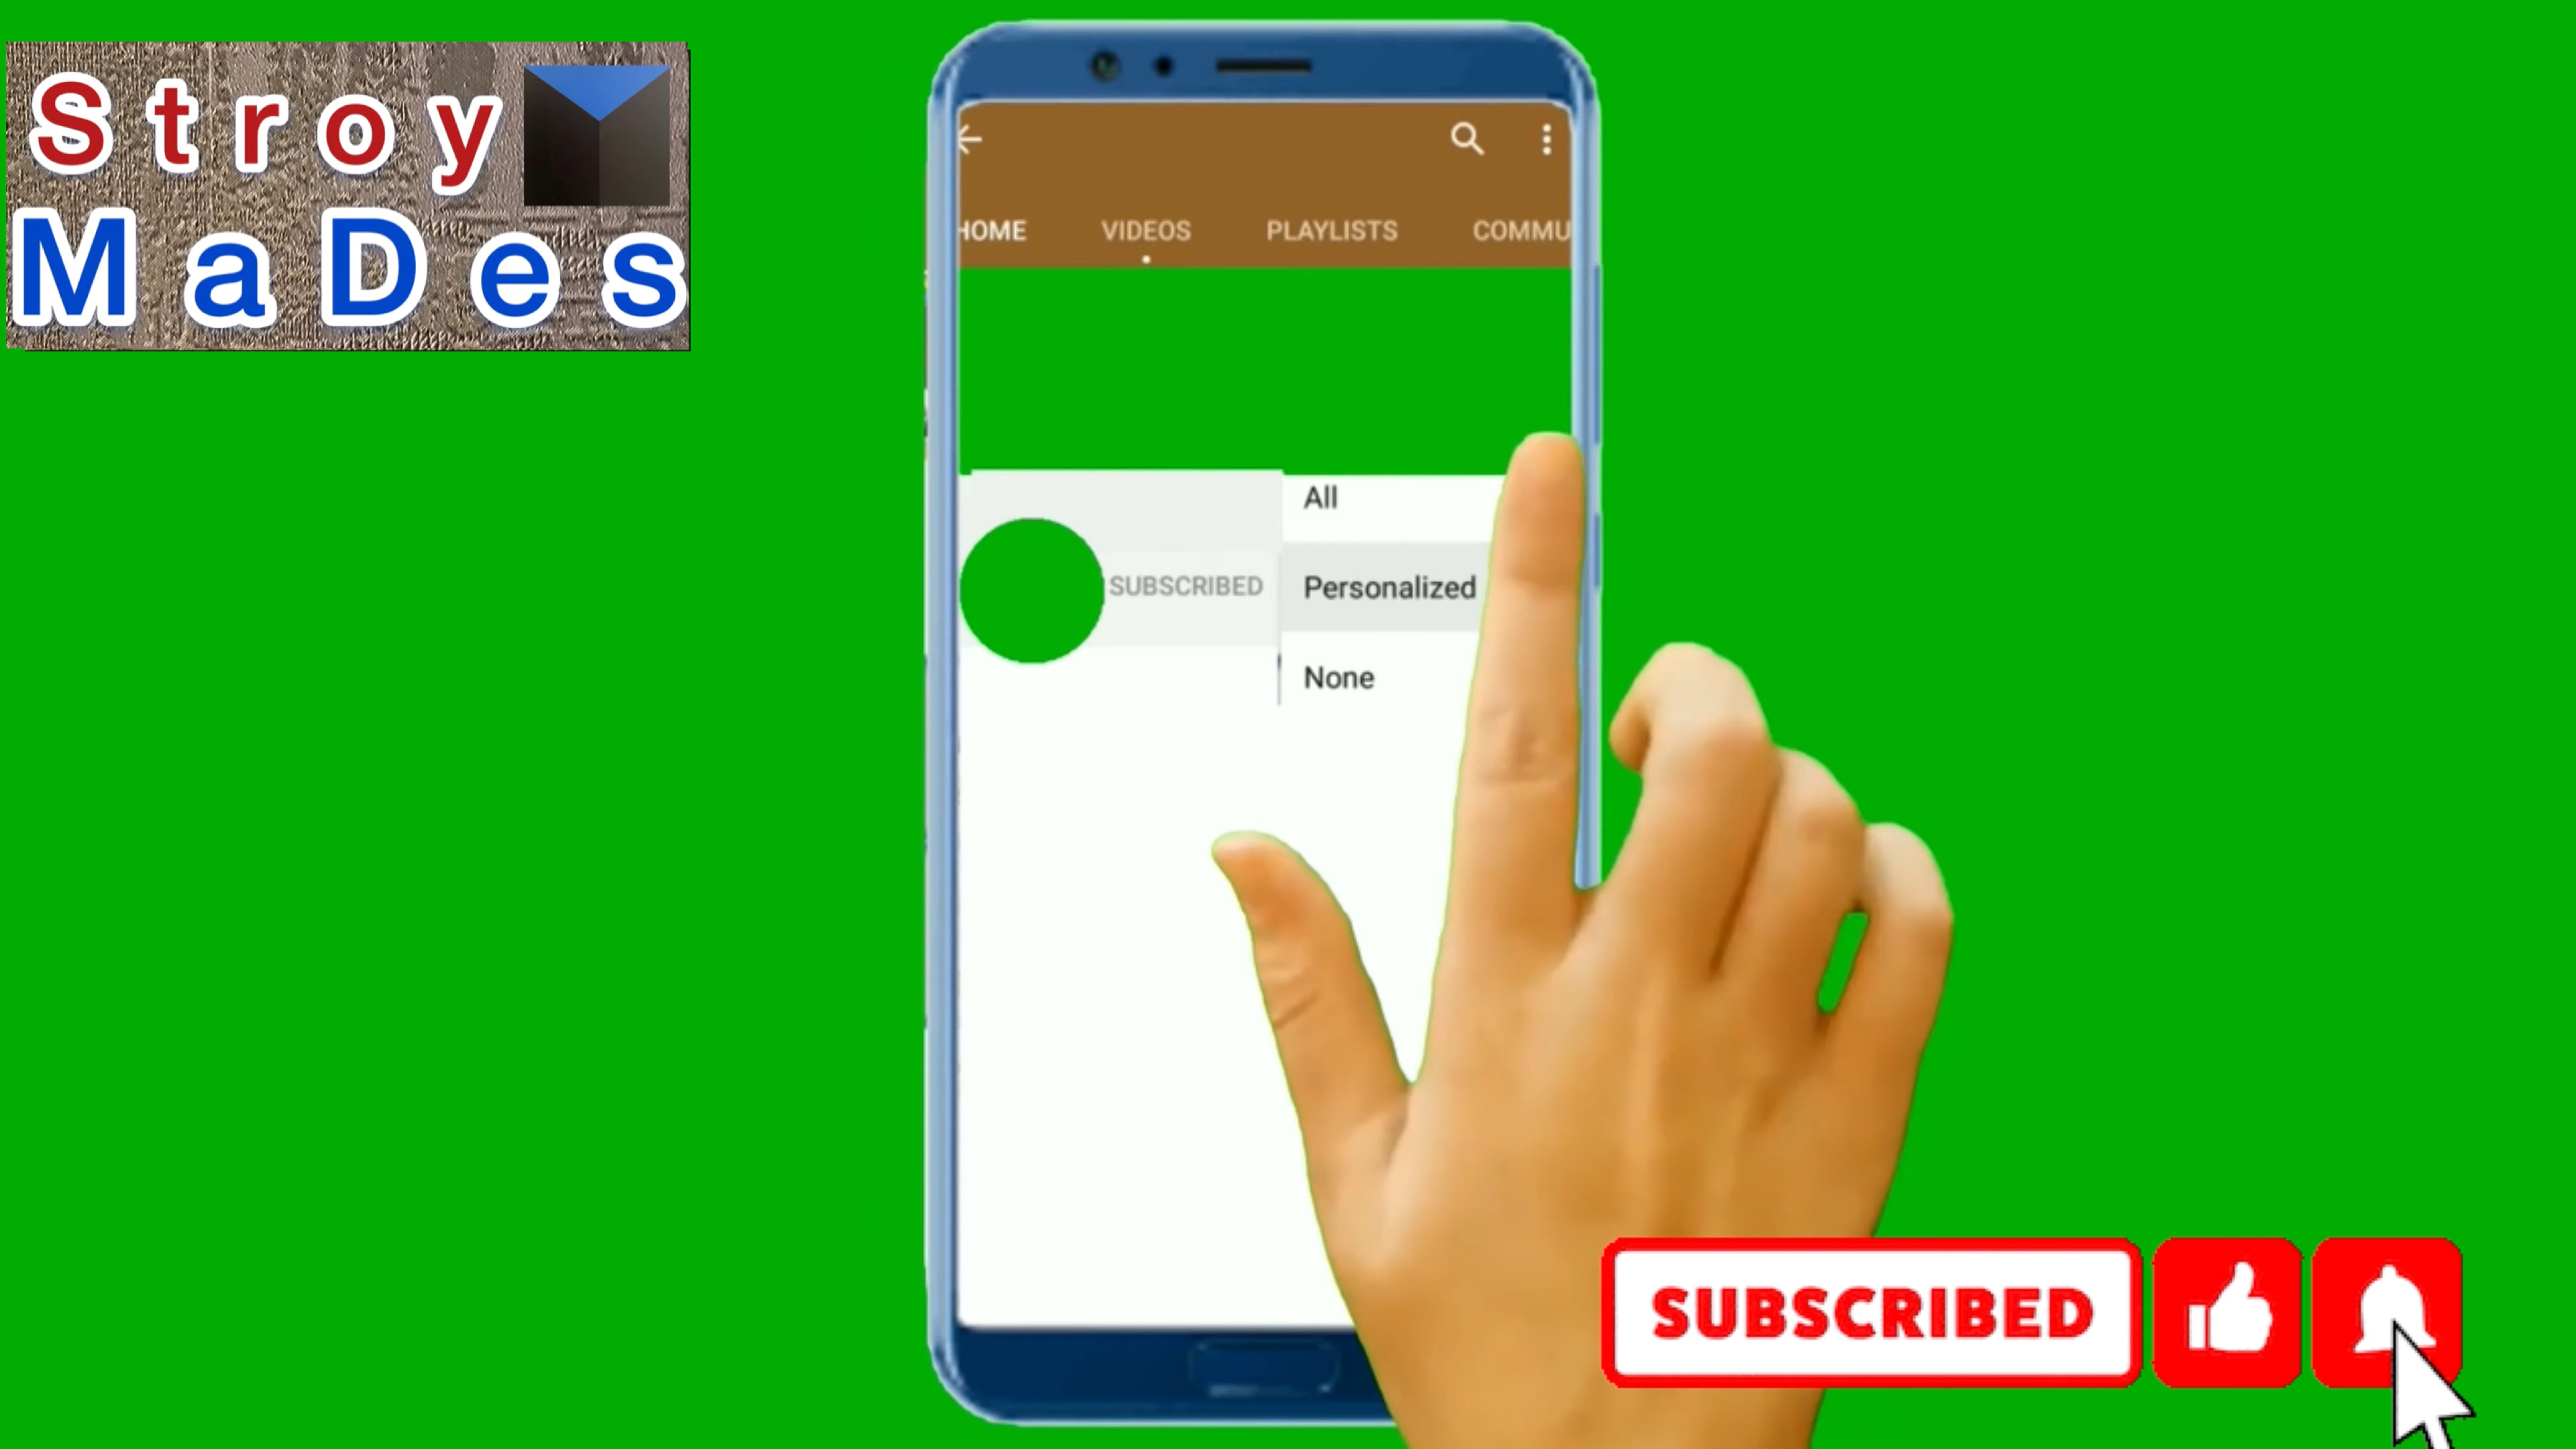 Stroy
MaDes
HOME VIDEOS PLAYLISTS COMMU
All
SUBSCRIBED Personalized
None
SUBSCRIBED